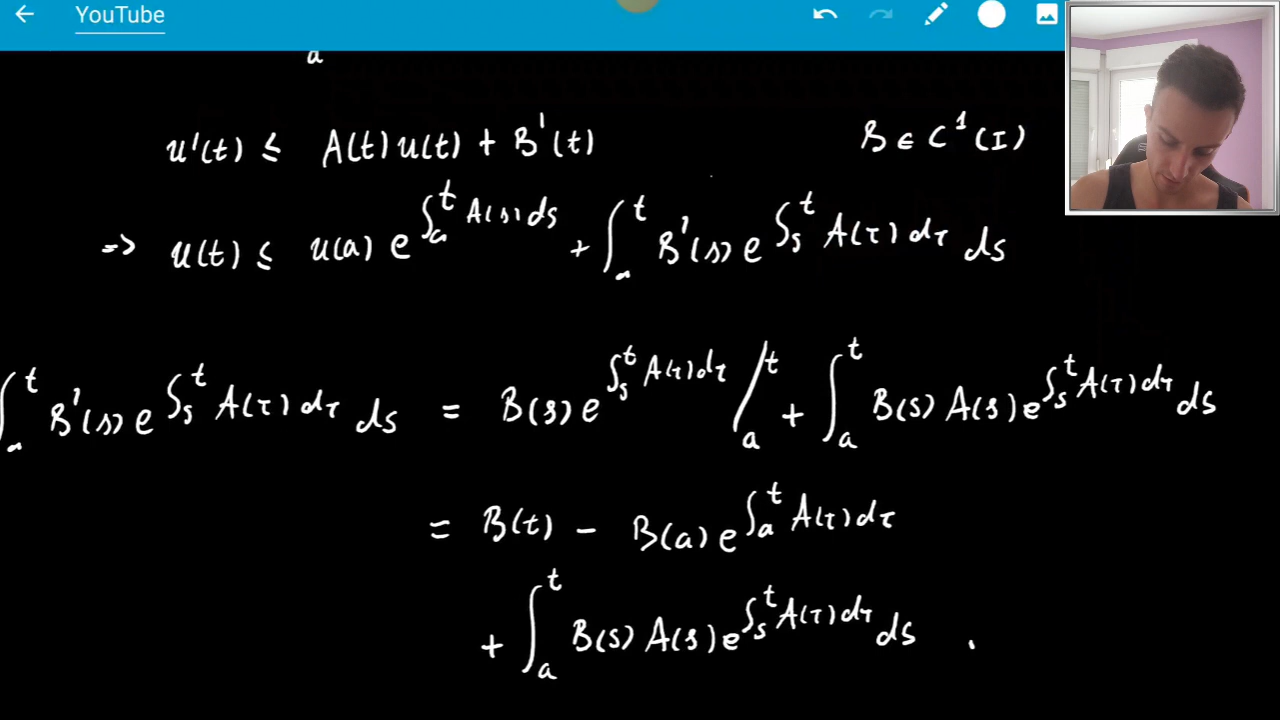 YouTube
a
u'(t) ≤ A(t)u(t) + B'(t) B ∈ C¹(I)
=> u(t) ≤ u(a) e^{∫_a^t A(s)ds} + ∫_a^t B'(s) e^{∫_s^t A(τ)dτ} ds
∫_a^t B'(s) e^{∫_s^t A(τ)dτ} ds = B(s) e^{∫_s^t A(τ)dτ} /_a^t + ∫_a^t B(s) A(s) e^{∫_s^t A(τ)dτ} ds
= B(t) - B(a) e^{∫_a^t A(τ)dτ}
+ ∫_a^t B(s) A(s) e^{∫_s^t A(τ)dτ} ds .